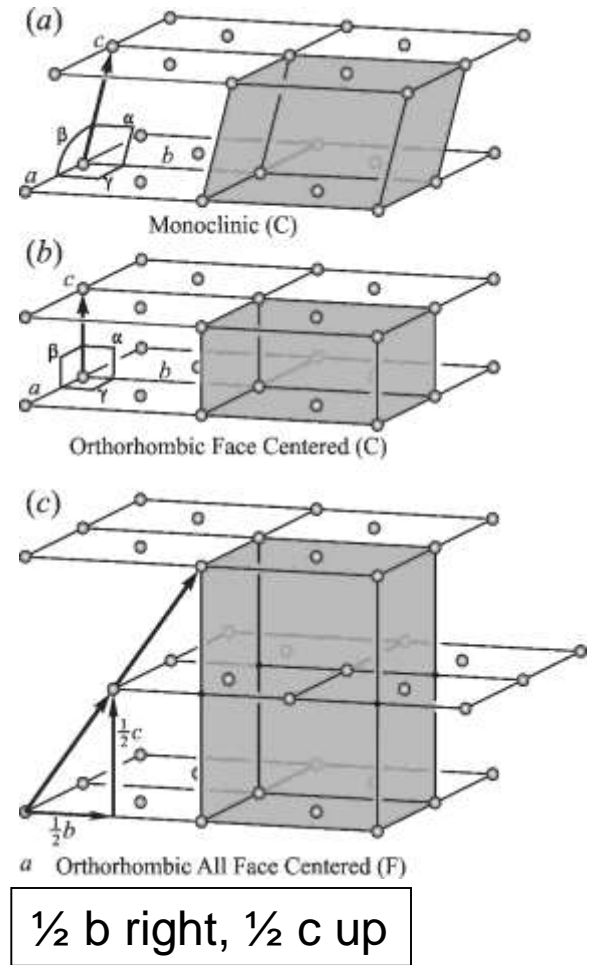 (a)
c
β α
a b
γ
Monoclinic (C)
(b)
c
β α
a b
γ
Orthorhombic Face Centered (C)
(c)
½c
½b
a Orthorhombic All Face Centered (F)
½ b right, ½ c up